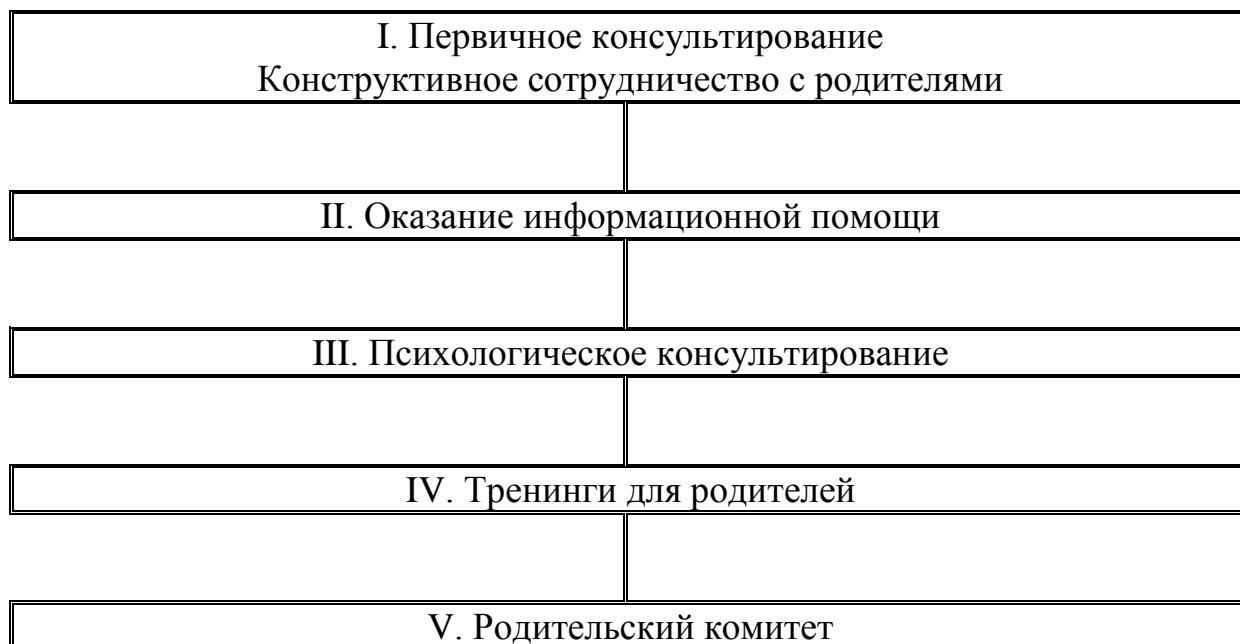 I. Первичное консультирование
Конструктивное сотрудничество с родителями
II. Оказание информационной помощи
III. Психологическое консультирование
IV. Тренинги для родителей
V. Родительский комитет